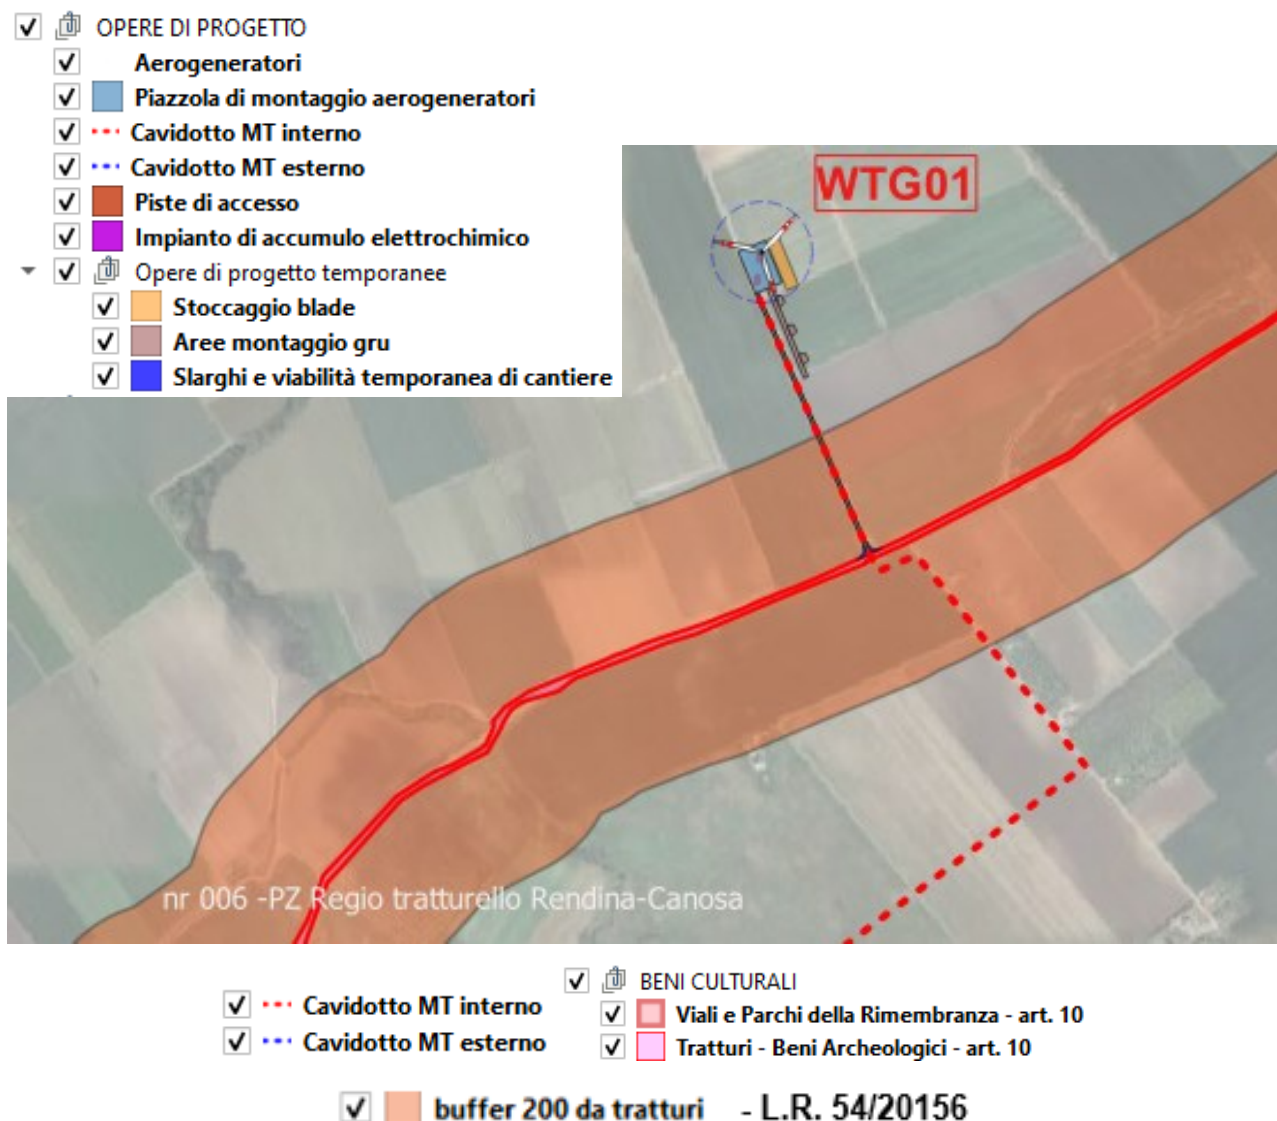 OPERE DI PROGETTO
Aerogeneratori
Piazzola di montaggio aerogeneratori
Cavidotto MT interno
Cavidotto MT esterno
Piste di accesso
Impianto di accumulo elettrochimico
Opere di progetto temporanee
Stoccaggio blade
Aree montaggio gru
Slarghi e viabilità temporanea di cantiere
WTG01
nr 006 -PZ Regio tratturello Rendina-Canosa
BENI CULTURALI
Cavidotto MT interno
Viali e Parchi della Rimembranza - art. 10
Cavidotto MT esterno
Tratturi - Beni Archeologici - art. 10
buffer 200 da tratturi - L.R. 54/20156